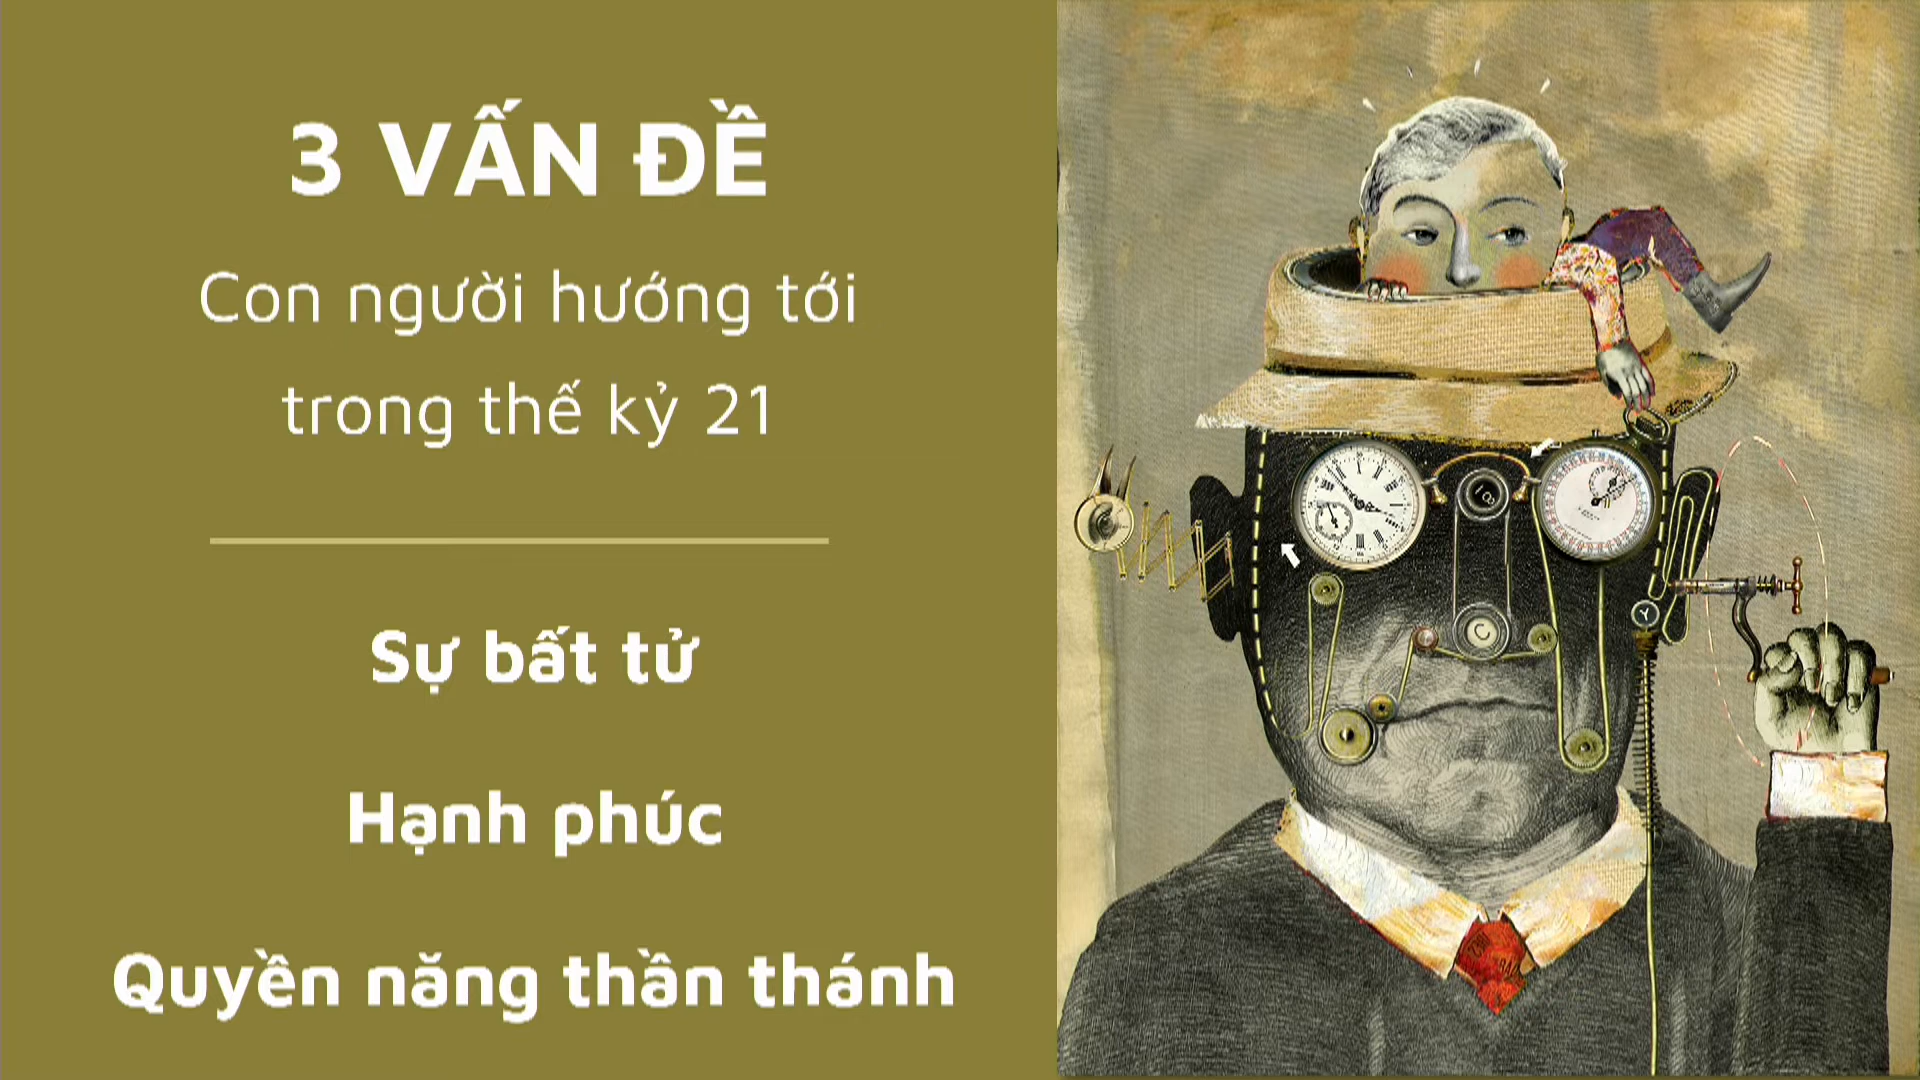 3 VẤN ĐỀ
Con người hướng tới
trong thế kỷ 21
Sự bất tử
Hạnh phúc
Quyền năng thần thánh
C
Y